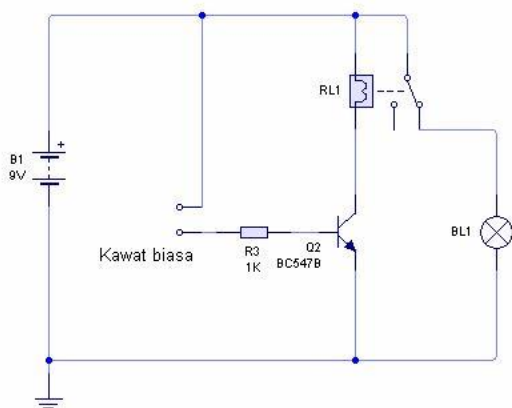 RL1
+
B1
9V
BL1
Kawat biasa
R3
1K
Q2
BC547B